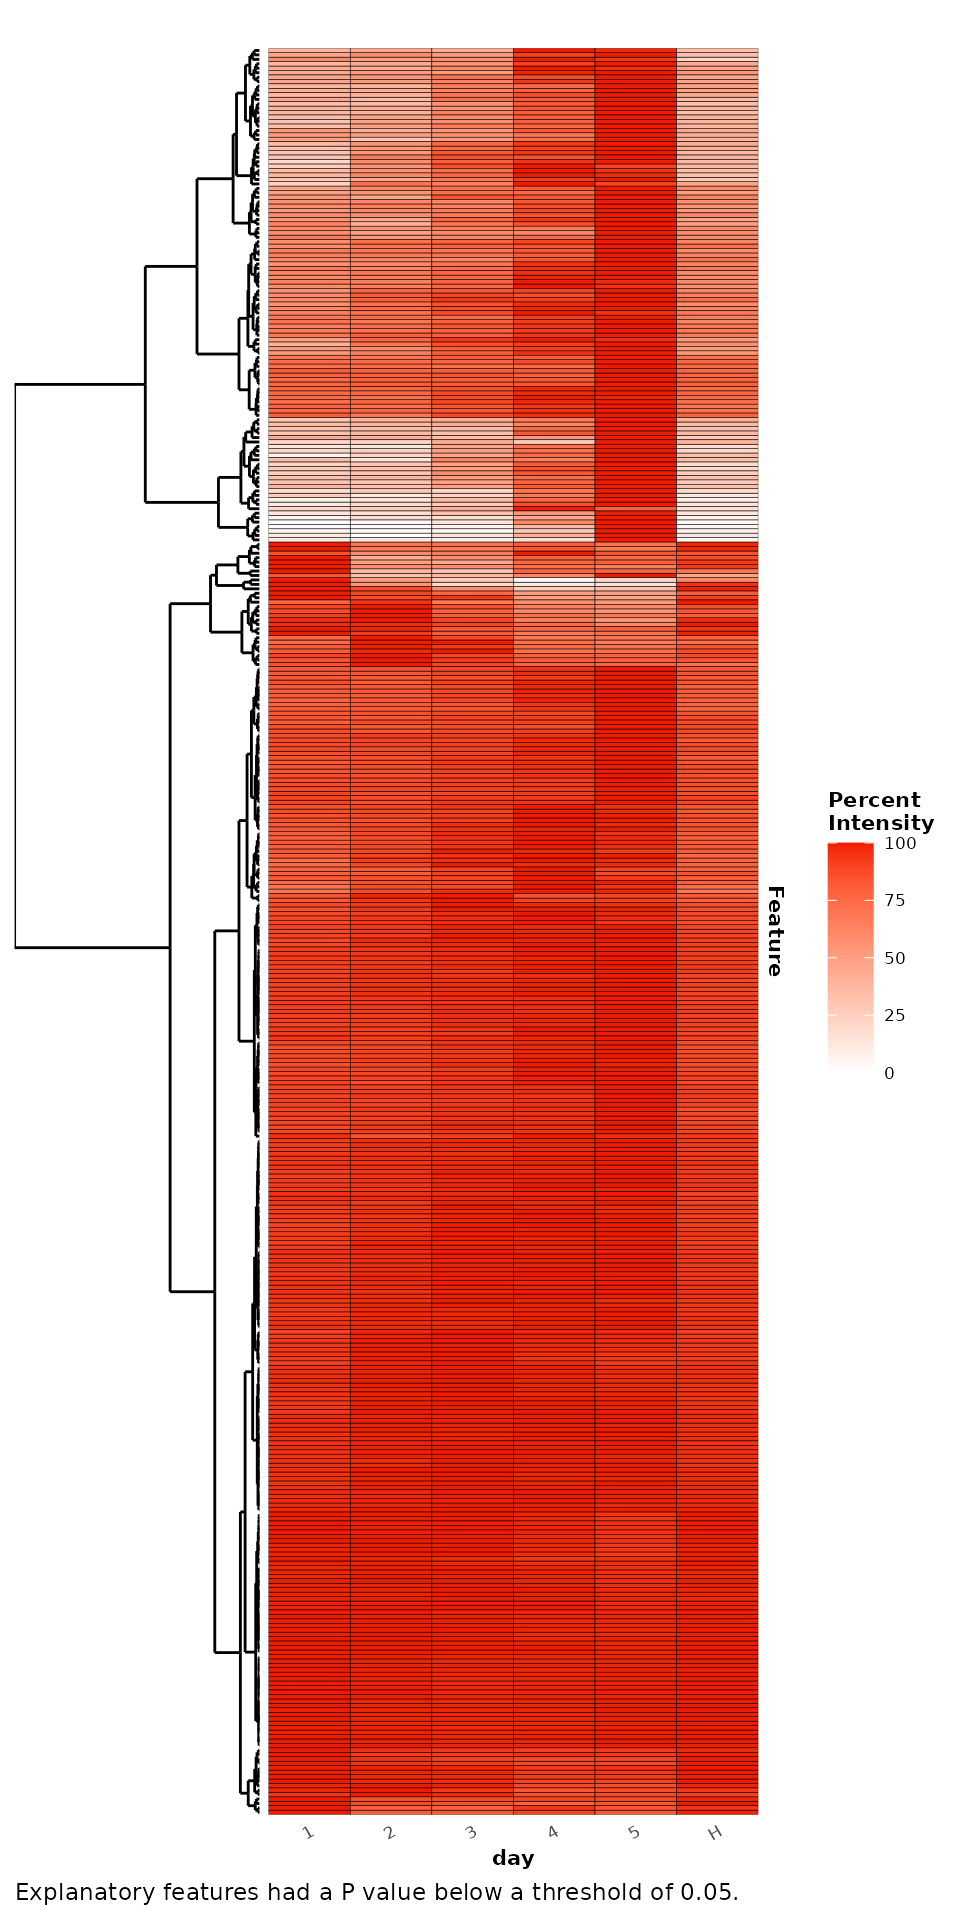 Percent
Intensity
100
75
50
25
0
Feature
1 2 3 4 5 H
day
Explanatory features had a P value below a threshold of 0.05.